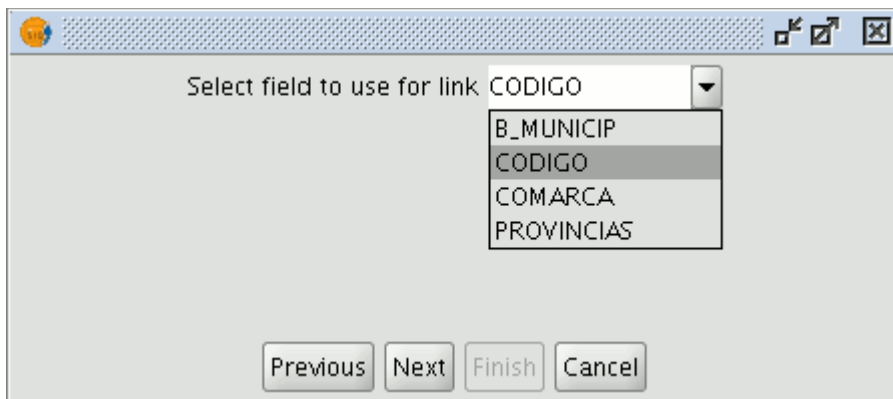 Select field to use for link CODIGO
B_MUNICIP
CODIGO
COMARCA
PROVINCIAS
Previous Next Finish Cancel